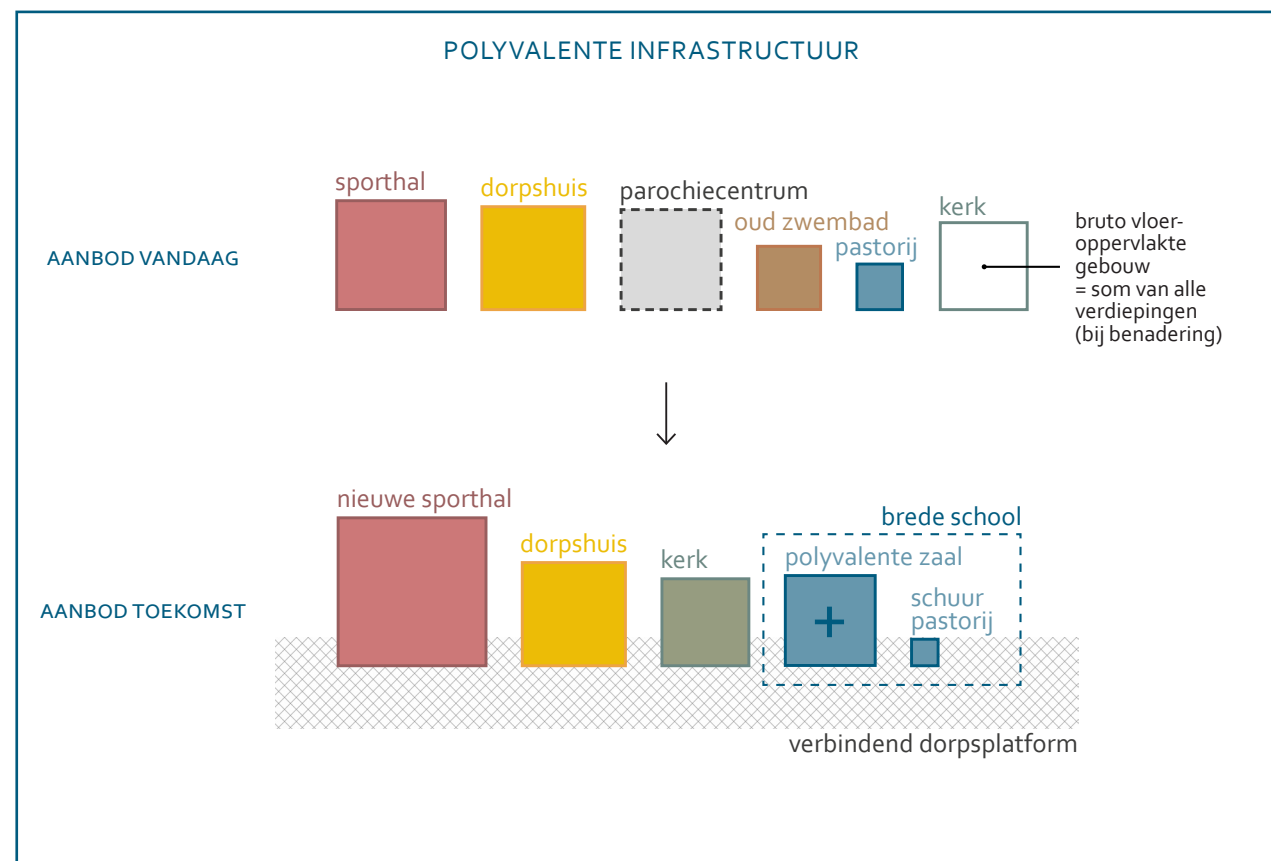 POLYVALENTE INFRASTRUCTUUR
AANBOD VANDAAG
sporthal
dorpshuis
parochiecentrum
oud zwembad
pastorij
kerk
bruto vloer-
oppervlakte
gebouw
= som van alle
verdiepingen
(bij benadering)
AANBOD TOEKOMST
nieuwe sporthal
dorpshuis
kerk
brede school
polyvalente zaal
+
schuur
pastorij
verbindend dorpsplatform